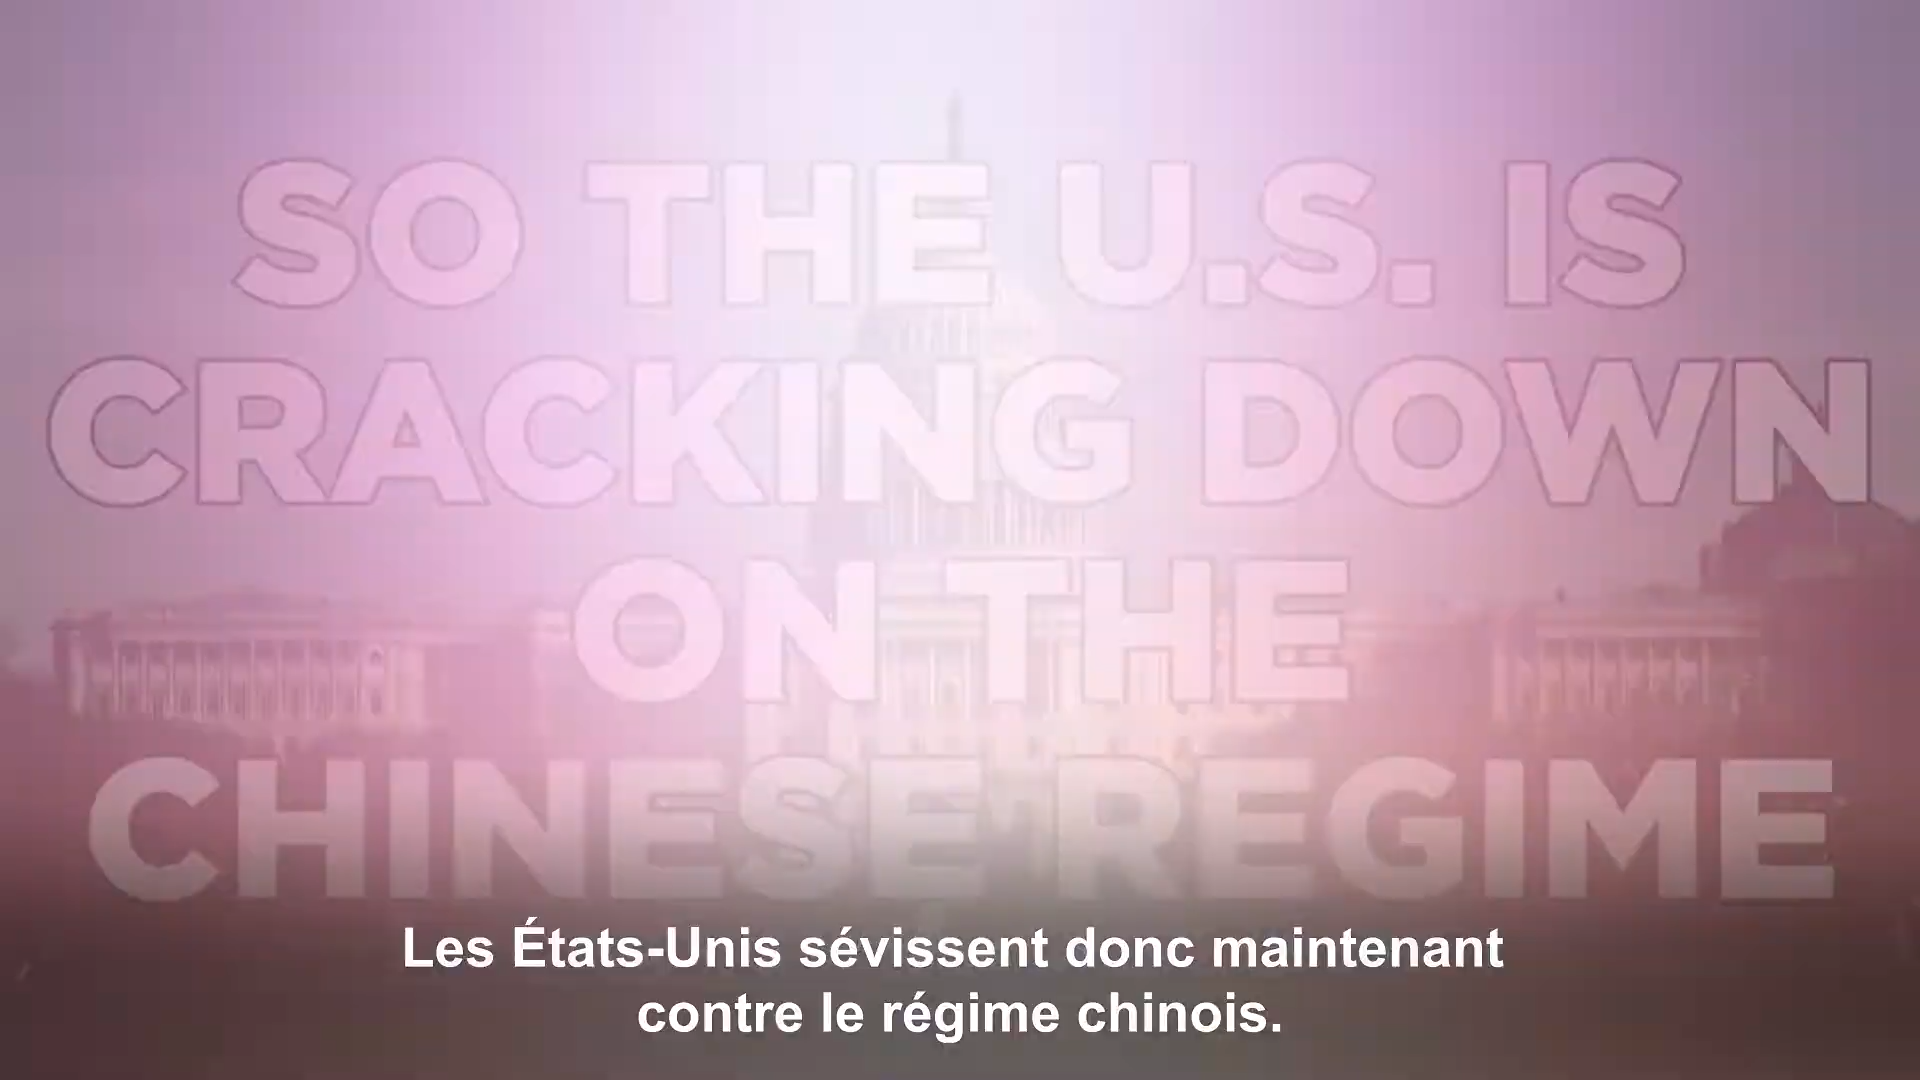 SO THE U.S. IS
CRACKING DOWN
ON THE
CHINESE REGIME
Les États-Unis sévissent donc maintenant
contre le régime chinois.